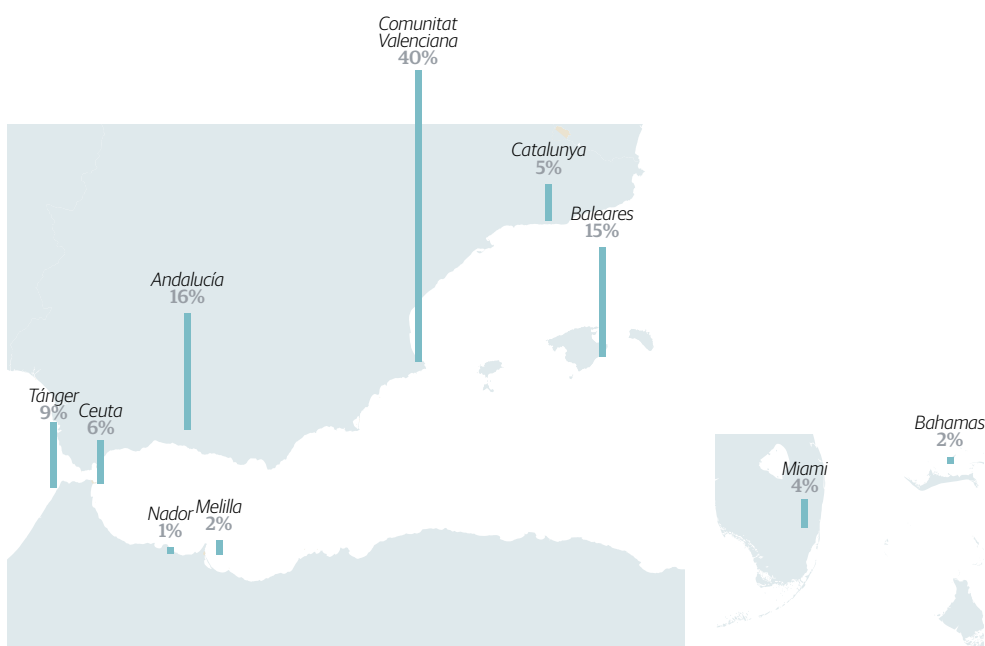 Comunitat
Valenciana
40%
Catalunya
5%
Baleares
15%
Andalucía
16%
Tánger
9%
Ceuta
6%
Nador
1%
Melilla
2%
Miami
4%
Bahamas
2%